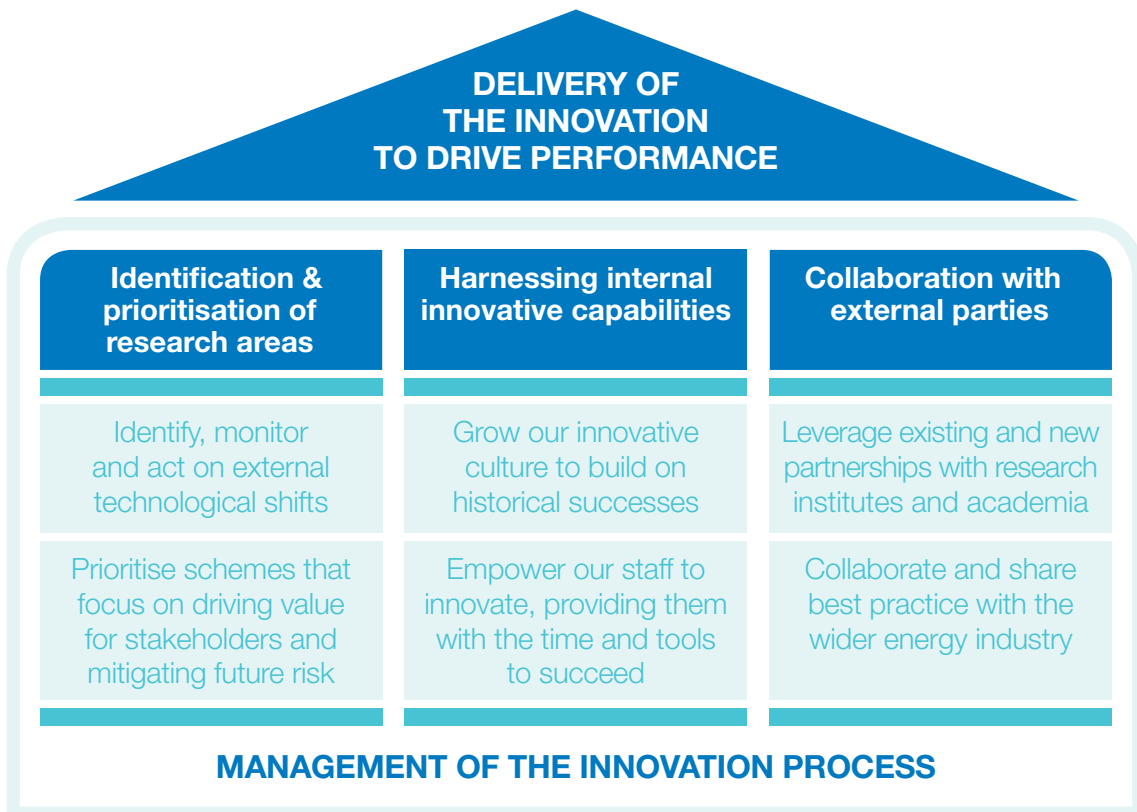 DELIVERY OF
THE INNOVATION
TO DRIVE PERFORMANCE
Identification &
prioritisation of
research areas
Identify, monitor
and act on external
technological shifts
Prioritise schemes that
focus on driving value
for stakeholders and
mitigating future risk
Harnessing internal
innovative capabilities
Grow our innovative
culture to build on
historical successes
Empower our staff to
innovate, providing them
with the time and tools
to succeed
Collaboration with
external parties
Leverage existing and new
partnerships with research
institutes and academia
Collaborate and share
best practice with the
wider energy industry
MANAGEMENT OF THE INNOVATION PROCESS